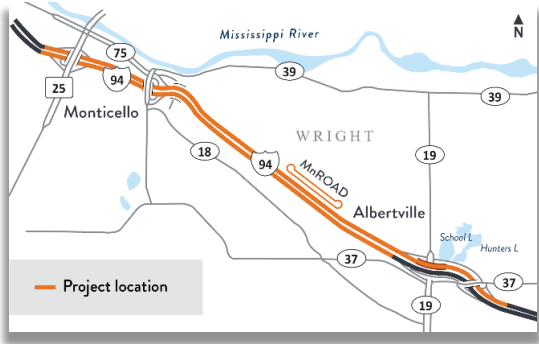 Mississippi River
N
75
39
94
25
39
Monticello
WRIGHT
18
19
94
MnROAD
Albertville
School L
Hunters L
37
37
Project location
19